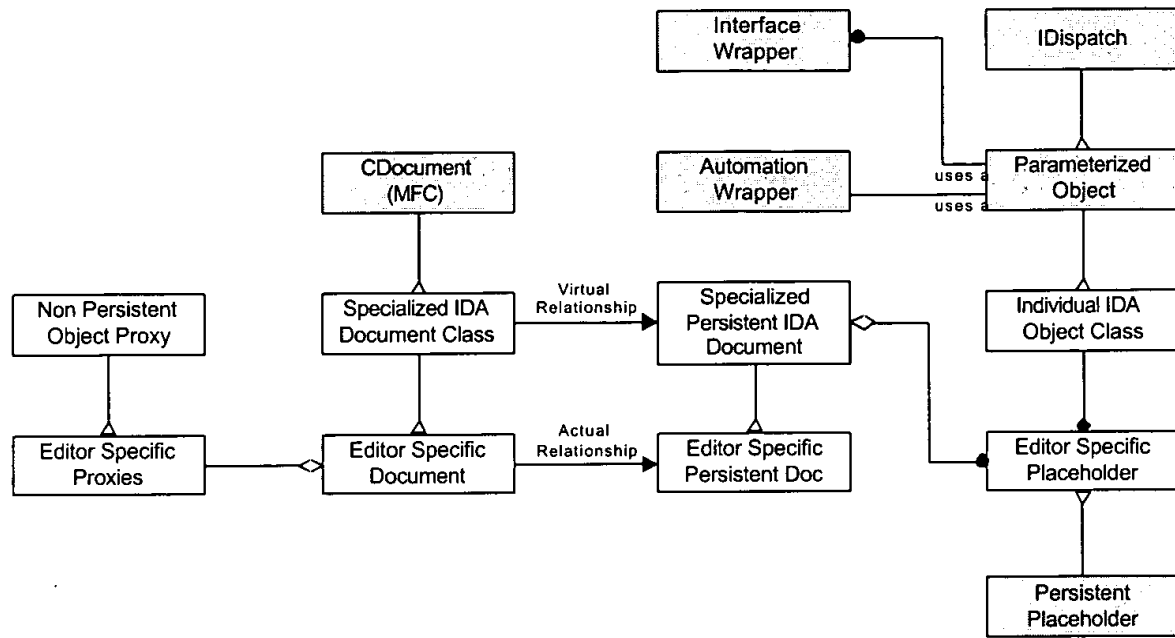 Interface
Wrapper
IDispatch
CDocument
(MFC)
Automation
Wrapper
uses a
uses a
Parameterized
Object
Non Persistent
Object Proxy
Specialized IDA
Document Class
Virtual
Relationship
Specialized
Persistent IDA
Document
Individual IDA
Object Class
Editor Specific
Proxies
Editor Specific
Document
Actual
Relationship
Editor Specific
Persistent Doc
Editor Specific
Placeholder
Persistent
Placeholder